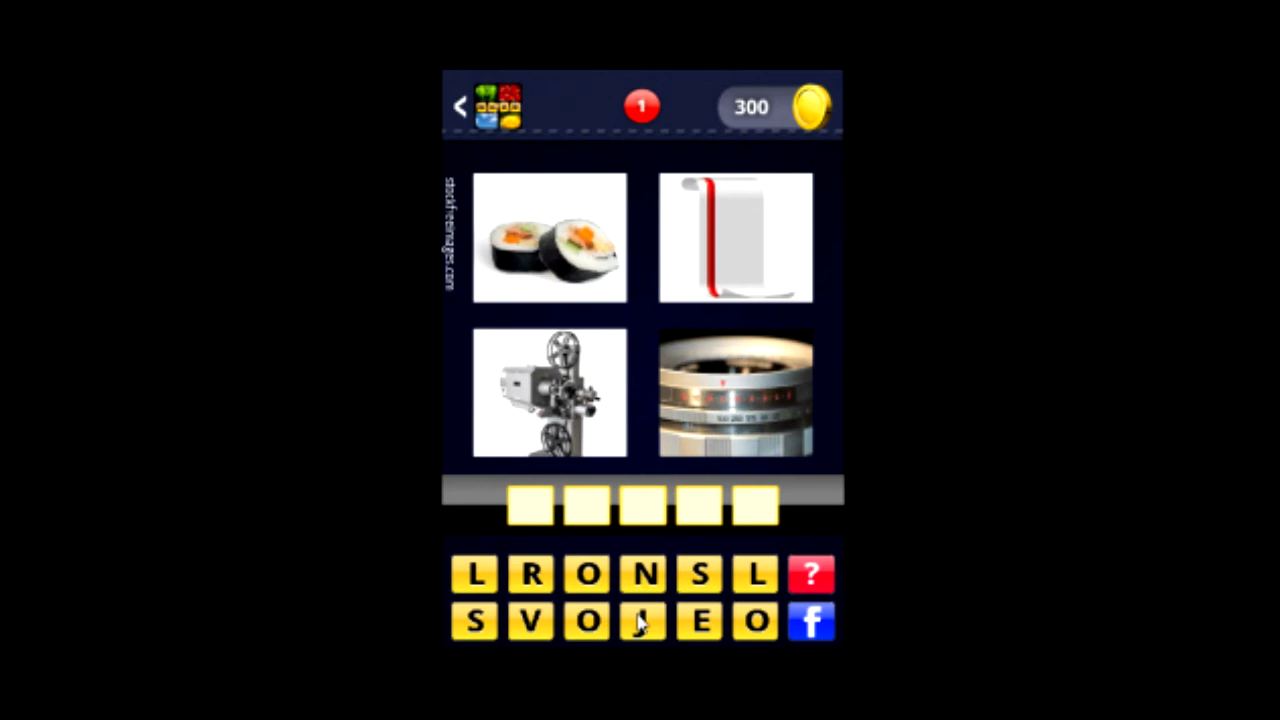 1
300
stockfreeimages.com
L R O N S L ?
S V O J E O f